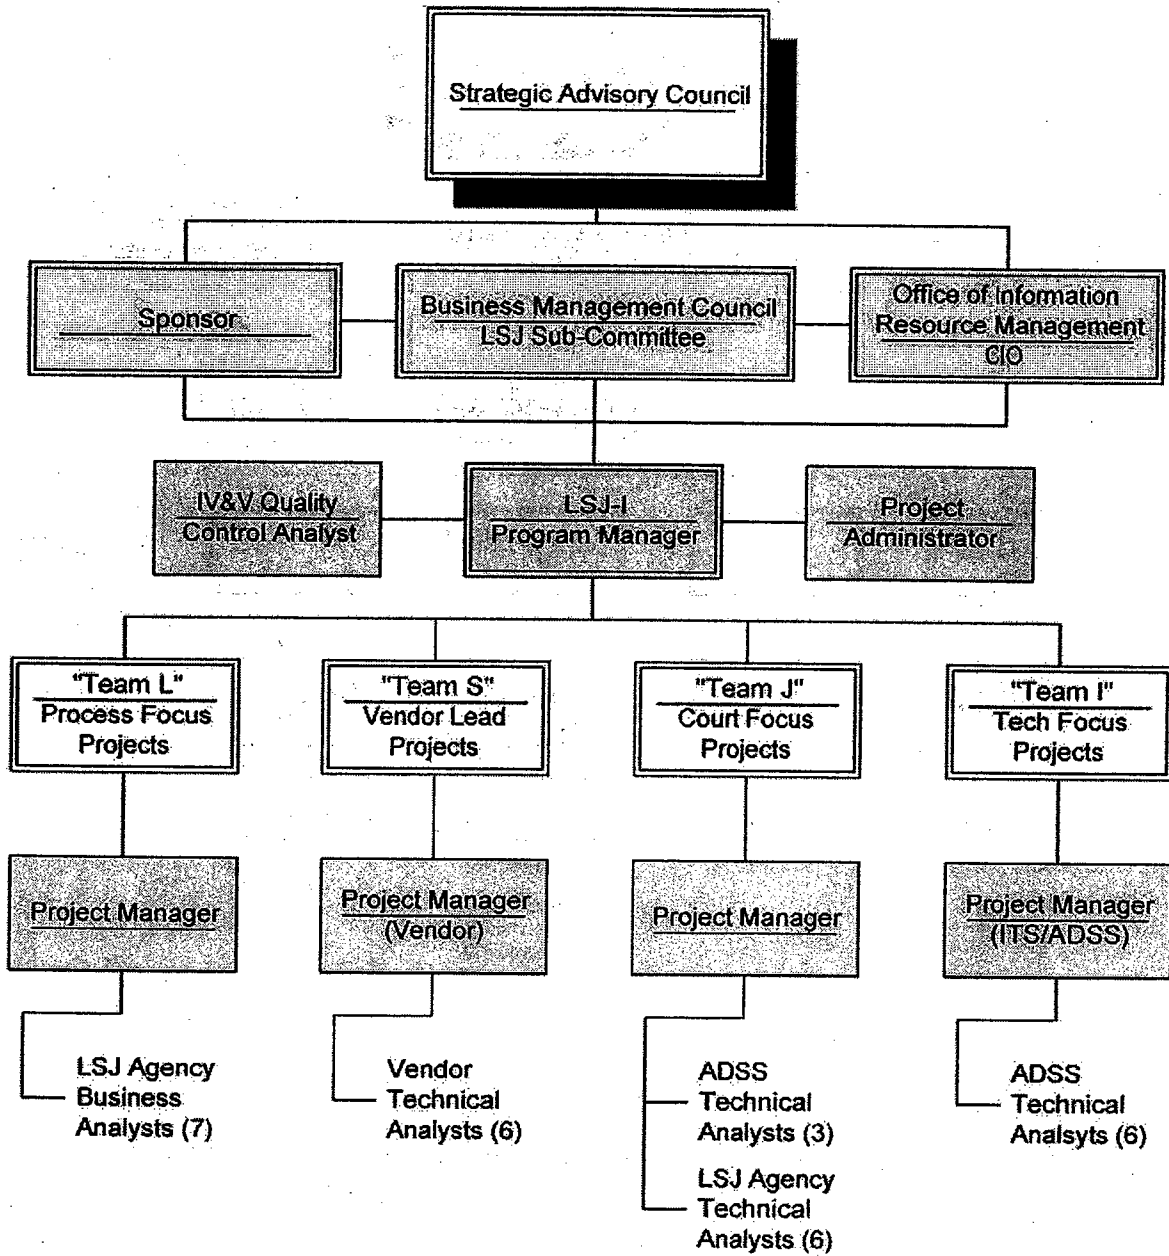 Strategic Advisory Council
Sponsor
Business Management Council
LSJ Sub-Committee
Office of Information
Resource Management
CIO
IV&V Quality
Control Analyst
LSJ-I
Program Manager
Project
Administrator
"Team L"
Process Focus
Projects
"Team S"
Vendor Lead
Projects
"Team J"
Court Focus
Projects
"Team I"
Tech Focus
Projects
Project Manager
Project Manager
(Vendor)
Project Manager
Project Manager
(ITS/ADSS)
LSJ Agency
Business
Analysts (7)
Vendor
Technical
Analysts (6)
ADSS
Technical
Analysts (3)
LSJ Agency
Technical
Analysts (6)
ADSS
Technical
Analsyts (6)